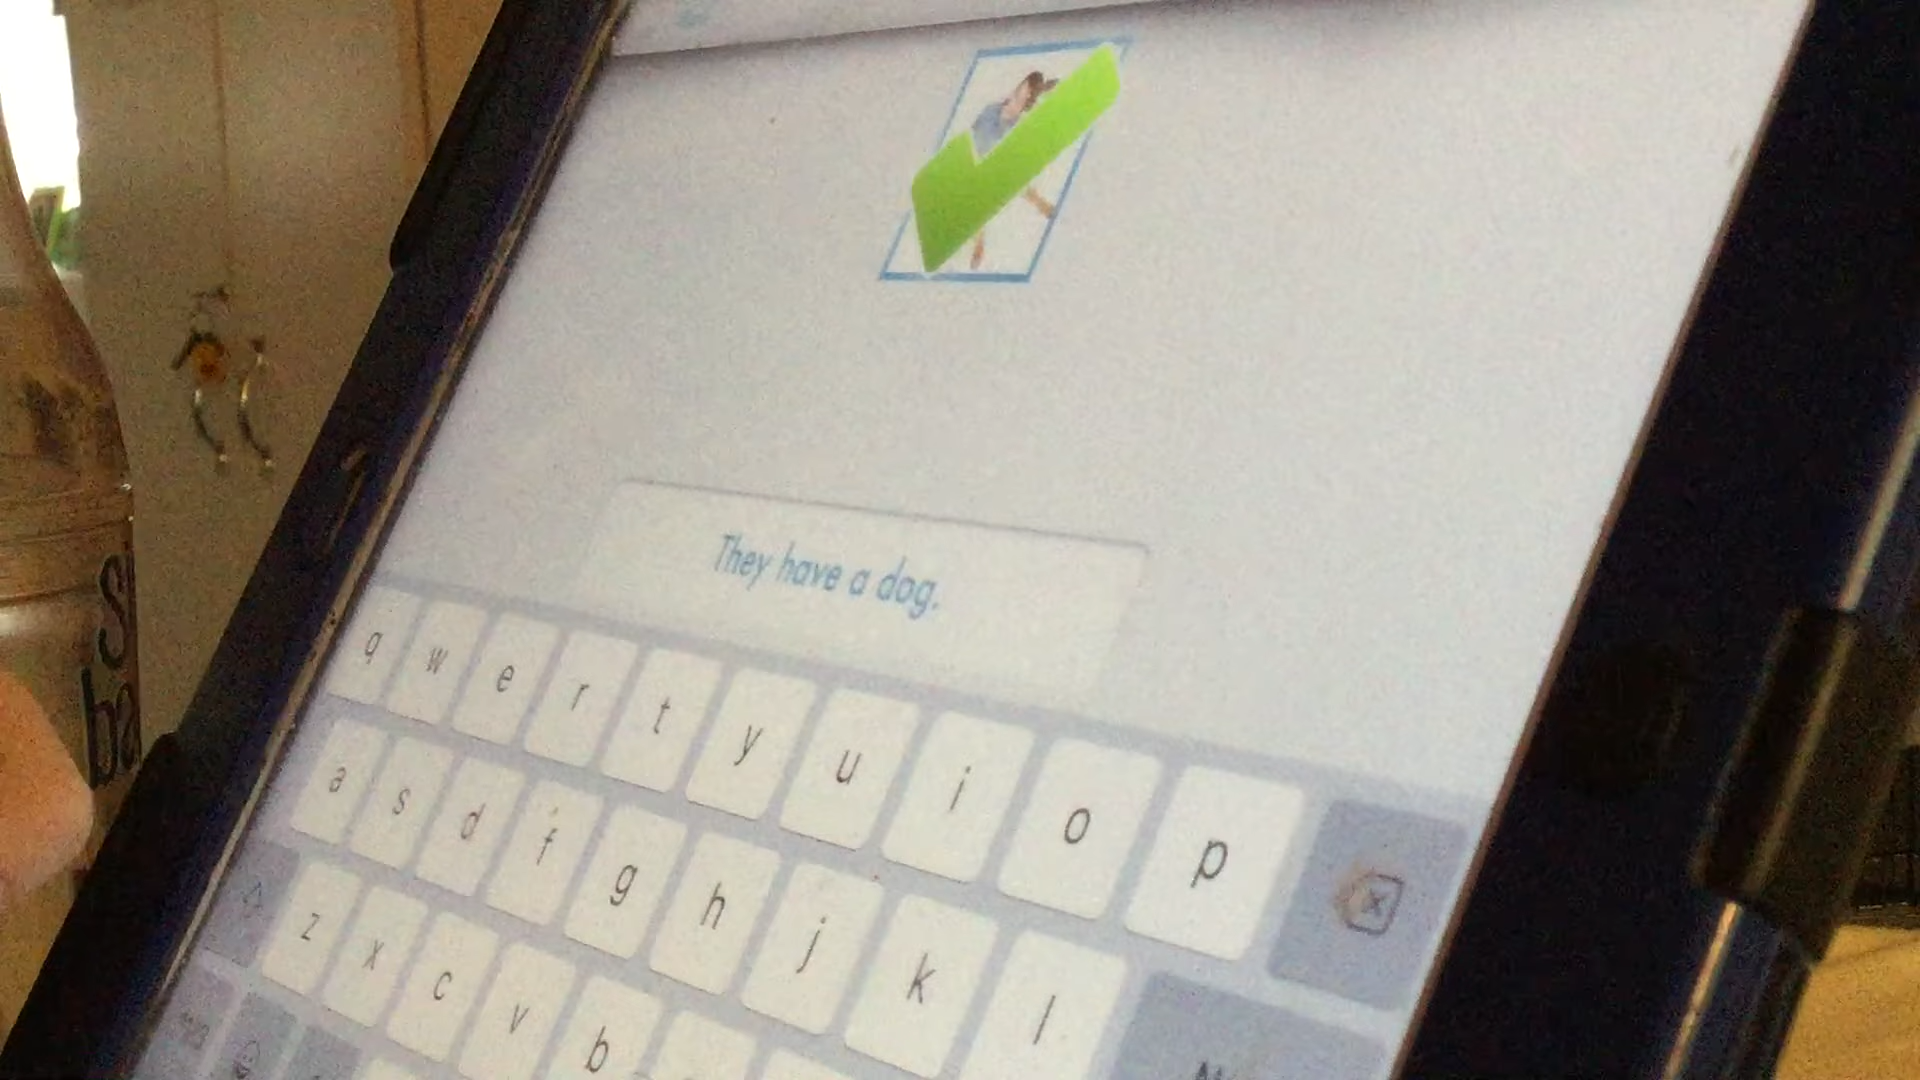 They have a dog.
q w e r t y u i o p
a s d f g h j k l
z x c v b